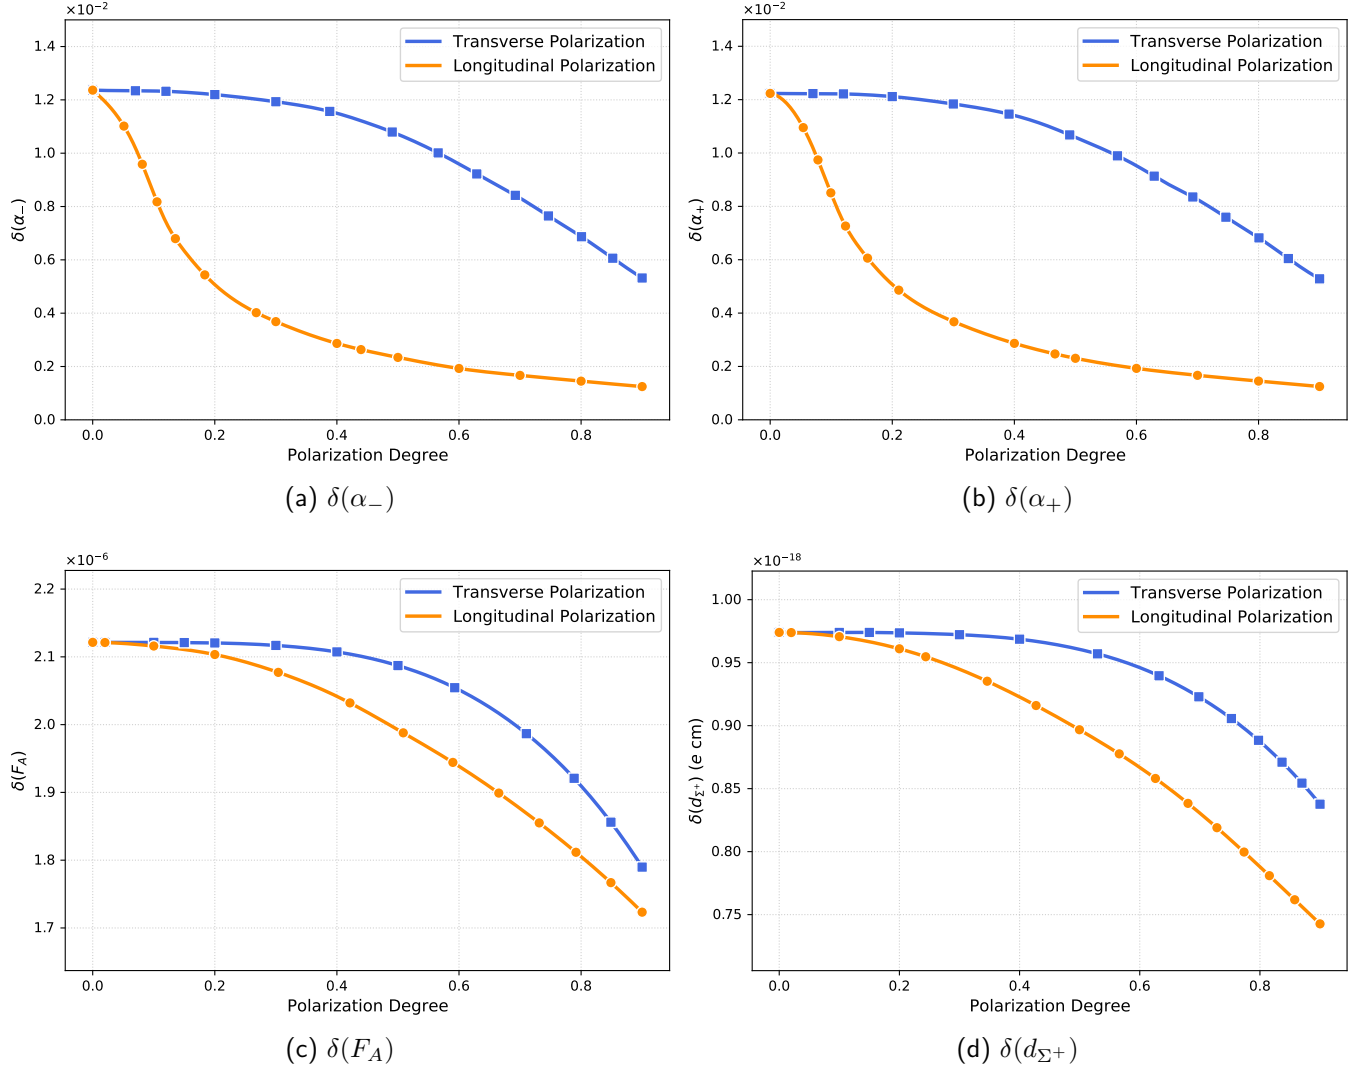 ×10⁻²
1.4
1.2
1.0
0.8
0.6
0.4
0.2
0.0
δ(α₋)
Transverse Polarization
Longitudinal Polarization
0.0 0.2 0.4 0.6 0.8
Polarization Degree
(a) δ(α₋)
×10⁻²
1.4
1.2
1.0
0.8
0.6
0.4
0.2
0.0
δ(α₊)
Transverse Polarization
Longitudinal Polarization
0.0 0.2 0.4 0.6 0.8
Polarization Degree
(b) δ(α₊)
×10⁻⁶
2.2
2.1
2.0
1.9
1.8
1.7
δ(F_A)
Transverse Polarization
Longitudinal Polarization
0.0 0.2 0.4 0.6 0.8
Polarization Degree
(c) δ(F_A)
×10⁻¹⁸
1.00
0.95
0.90
0.85
0.80
0.75
δ(d_Σ⁺) (e cm)
Transverse Polarization
Longitudinal Polarization
0.0 0.2 0.4 0.6 0.8
Polarization Degree
(d) δ(d_Σ⁺)